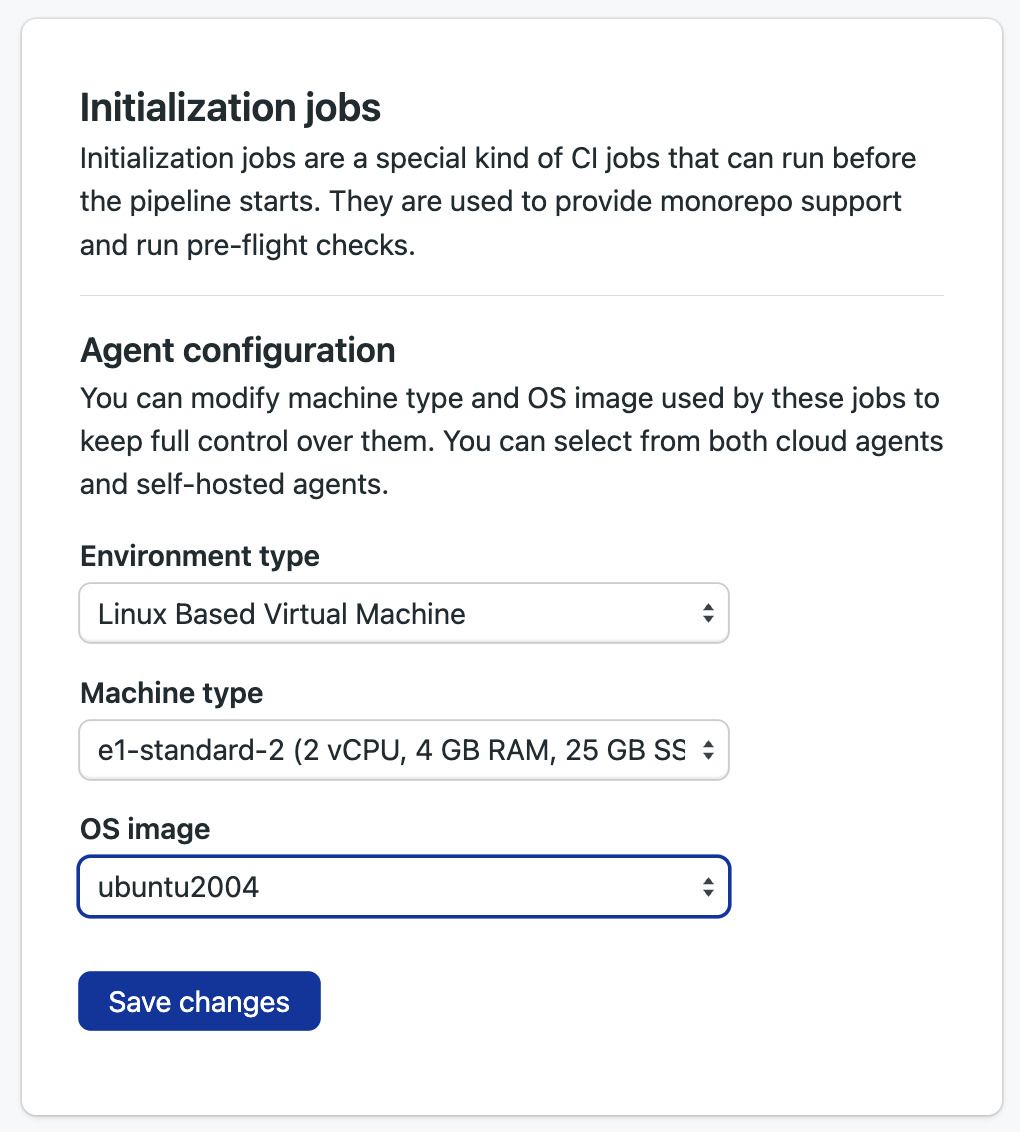 Initialization jobs
Initialization jobs are a special kind of CI jobs that can run before
the pipeline starts. They are used to provide monorepo support
and run pre-flight checks.
Agent configuration
You can modify machine type and OS image used by these jobs to
keep full control over them. You can select from both cloud agents
and self-hosted agents.
Environment type
Linux Based Virtual Machine
Machine type
e1-standard-2 (2 vCPU, 4 GB RAM, 25 GB SS
OS image
ubuntu2004
Save changes